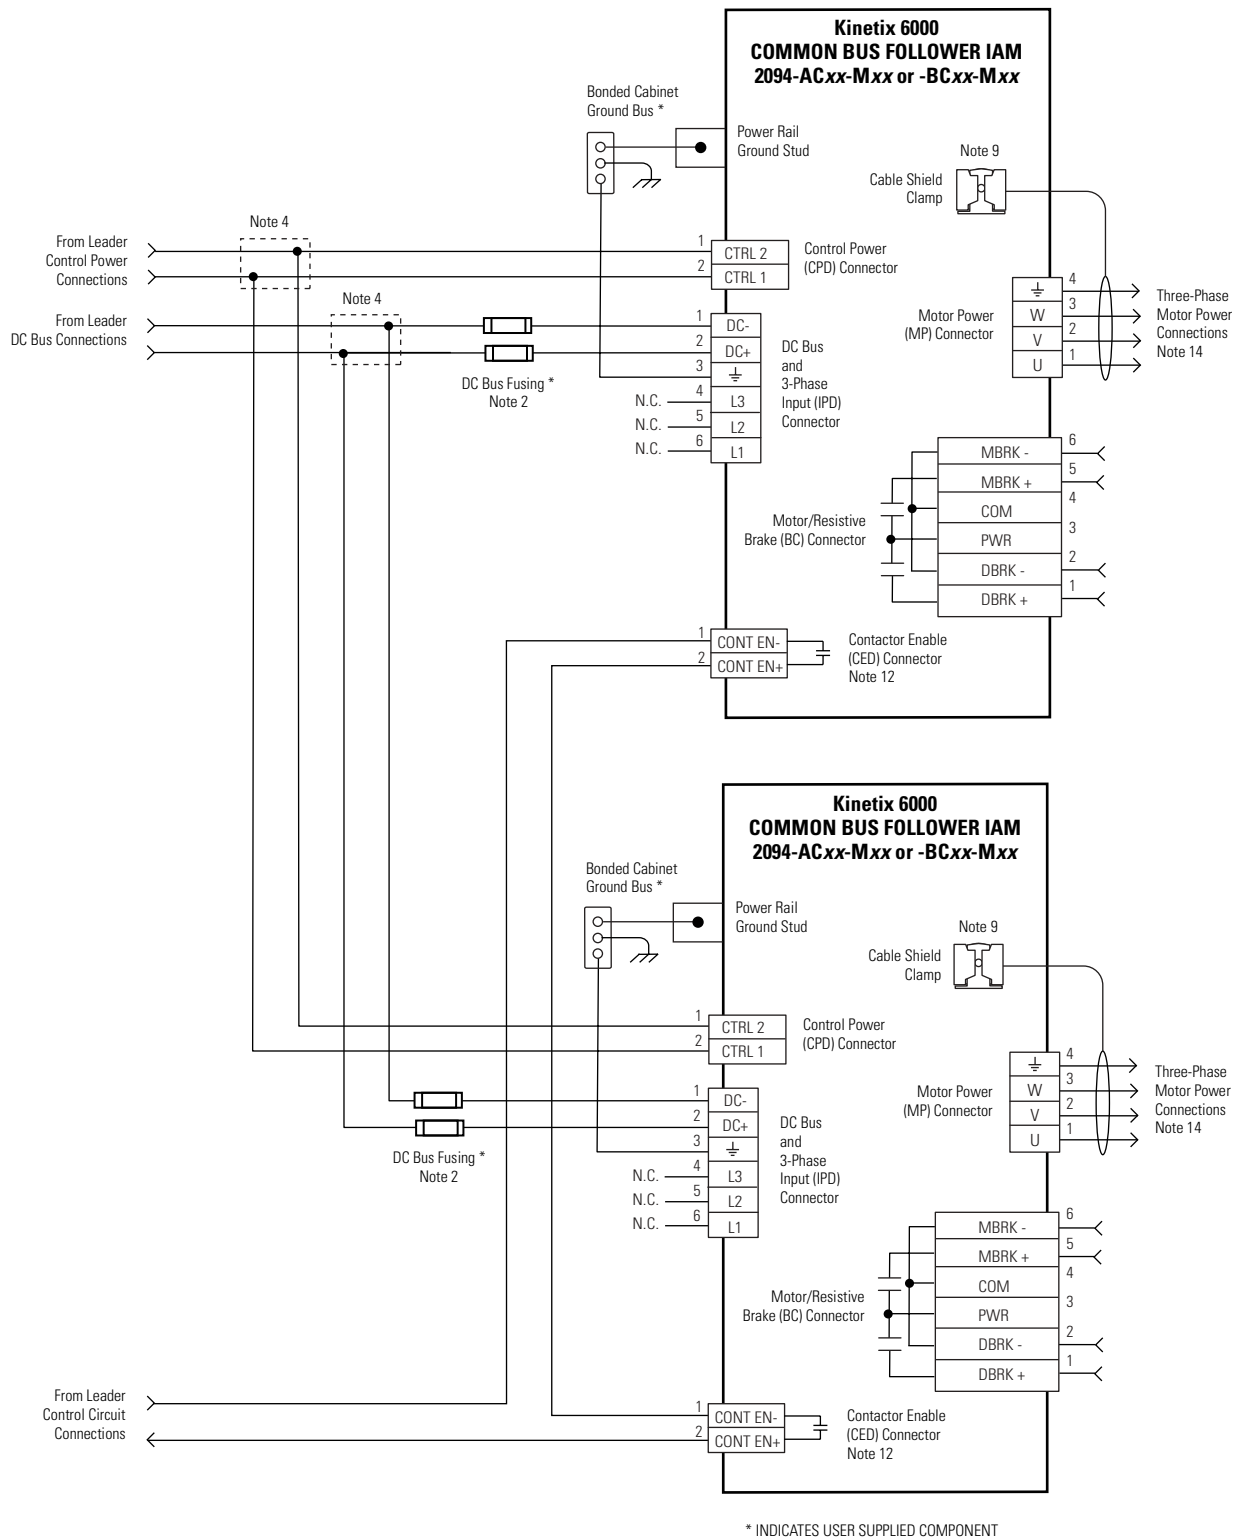 Kinetix 6000
COMMON BUS FOLLOWER IAM
2094-ACxx-Mxx or -BCxx-Mxx
Bonded Cabinet
Ground Bus *
Power Rail
Ground Stud
Note 9
Cable Shield
Clamp
Note 4
From Leader
Control Power
Connections
1
CTRL 2
2
CTRL 1
Control Power
(CPD) Connector
Note 4
From Leader
DC Bus Connections
DC Bus Fusing *
Note 2
1
DC-
2
DC+
3
4
L3
5
L2
6
L1
N.C.
N.C.
N.C.
DC Bus
and
3-Phase
Input (IPD)
Connector
Motor Power
(MP) Connector
4
3
W
2
V
1
U
Three-Phase
Motor Power
Connections
Note 14
Motor/Resistive
Brake (BC) Connector
MBRK -
6
MBRK +
5
COM
4
PWR
3
DBRK -
2
DBRK +
1
1
CONT EN-
2
CONT EN+
Contactor Enable
(CED) Connector
Note 12
Kinetix 6000
COMMON BUS FOLLOWER IAM
2094-ACxx-Mxx or -BCxx-Mxx
Bonded Cabinet
Ground Bus *
Power Rail
Ground Stud
Note 9
Cable Shield
Clamp
1
CTRL 2
2
CTRL 1
Control Power
(CPD) Connector
DC Bus Fusing *
Note 2
1
DC-
2
DC+
3
4
L3
5
L2
6
L1
N.C.
N.C.
N.C.
DC Bus
and
3-Phase
Input (IPD)
Connector
Motor Power
(MP) Connector
4
3
W
2
V
1
U
Three-Phase
Motor Power
Connections
Note 14
Motor/Resistive
Brake (BC) Connector
MBRK -
6
MBRK +
5
COM
4
PWR
3
DBRK -
2
DBRK +
1
From Leader
Control Circuit
Connections
1
CONT EN-
2
CONT EN+
Contactor Enable
(CED) Connector
Note 12
* INDICATES USER SUPPLIED COMPONENT